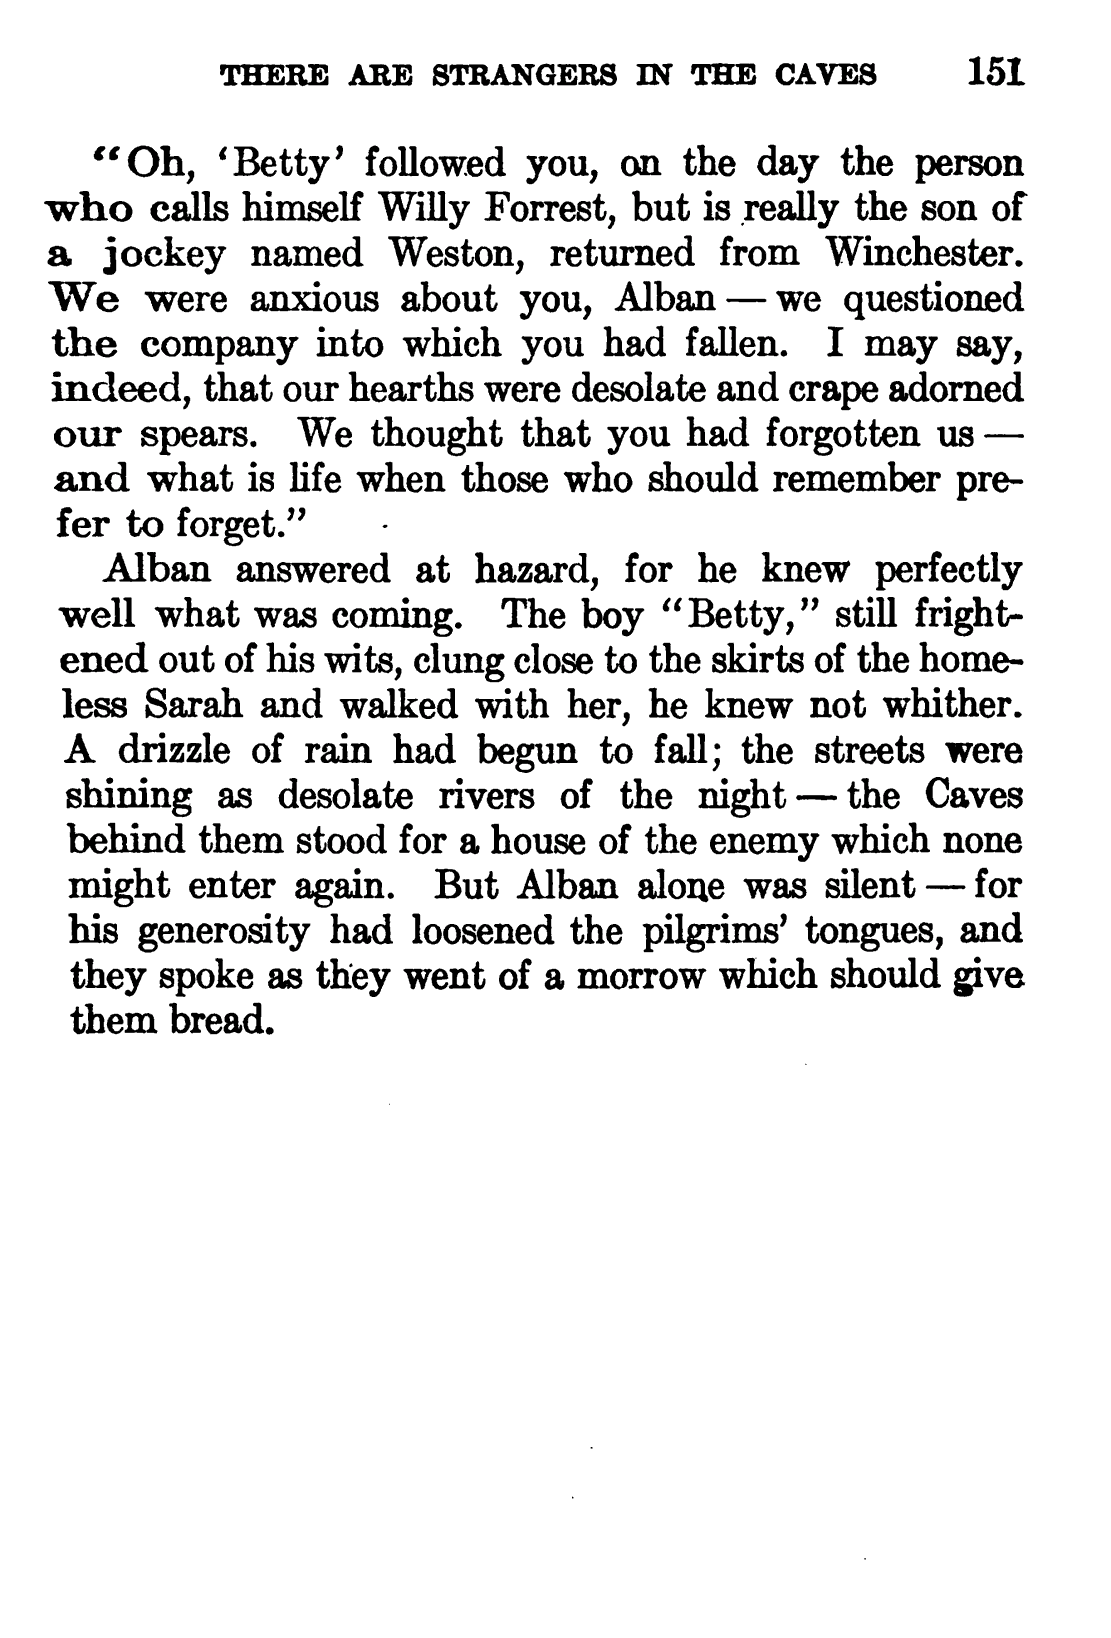 THERE ARE STRANGERS IN THE CAVES 151
“Oh, ‘Betty’ followed you, on the day the person
who calls himself Willy Forrest, but is really the son of
a jockey named Weston, returned from Winchester.
We were anxious about you, Alban — we questioned
the company into which you had fallen. I may say,
indeed, that our hearths were desolate and crape adorned
our spears. We thought that you had forgotten us —
and what is life when those who should remember pre-
fer to forget.”
Alban answered at hazard, for he knew perfectly
well what was coming. The boy “Betty,” still fright-
ened out of his wits, clung close to the skirts of the home-
less Sarah and walked with her, he knew not whither.
A drizzle of rain had begun to fall; the streets were
shining as desolate rivers of the night — the Caves
behind them stood for a house of the enemy which none
might enter again. But Alban alone was silent — for
his generosity had loosened the pilgrims’ tongues, and
they spoke as they went of a morrow which should give
them bread.